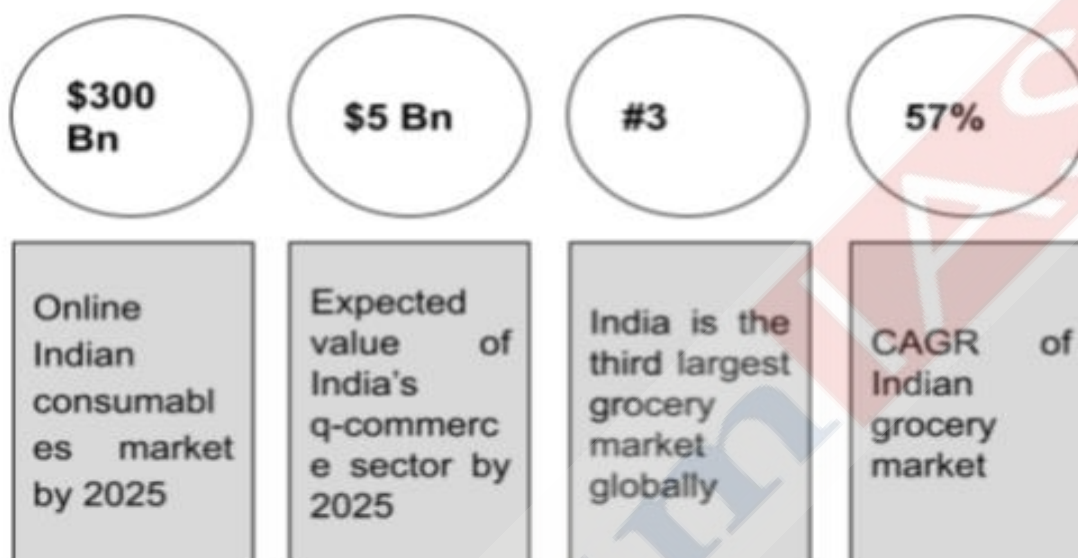 $300
Bn
$5 Bn
#3
57%
Online
Indian
consumabl
es market
by 2025
Expected
value of
India's
q-commerc
e sector by
2025
India is the
third largest
grocery
market
globally
CAGR of
Indian
grocery
market